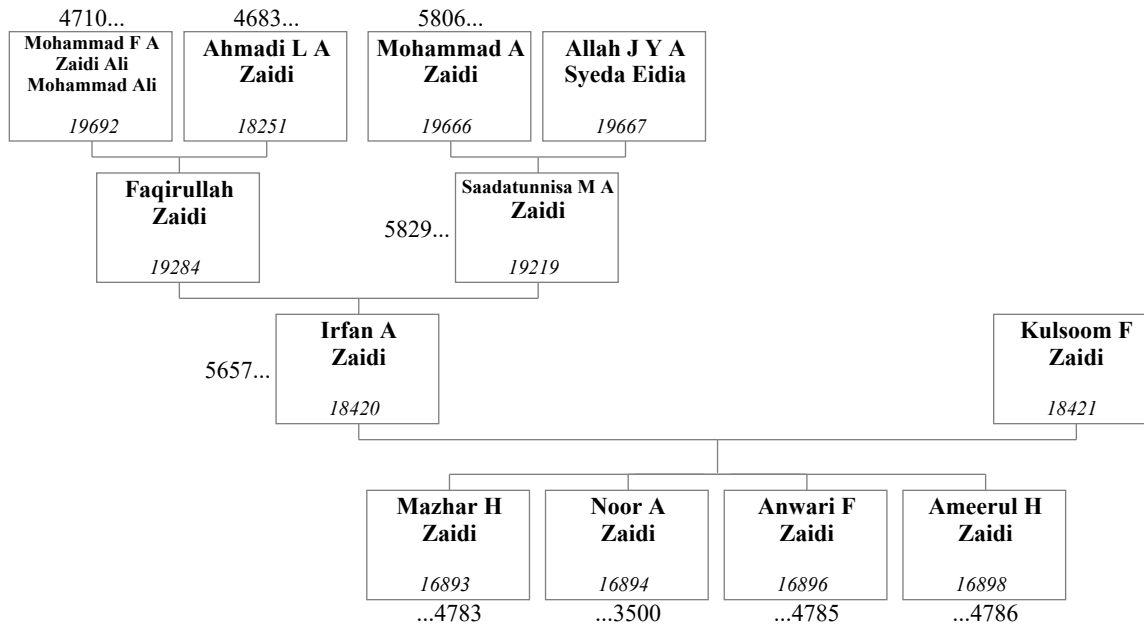 4710...
4683...
5806...
Mohammad F A
Zaidi Ali
Mohammad Ali
19692
Ahmadi L A
Zaidi
18251
Mohammad A
Zaidi
19666
Allah J Y A
Syeda Eidia
19667
Faqirullah
Zaidi
19284
5829...
Saadatunnisa M A
Zaidi
19219
5657...
Irfan A
Zaidi
18420
Kulsoom F
Zaidi
18421
Mazhar H
Zaidi
16893
...4783
Noor A
Zaidi
16894
...3500
Anwari F
Zaidi
16896
...4785
Ameerul H
Zaidi
16898
...4786